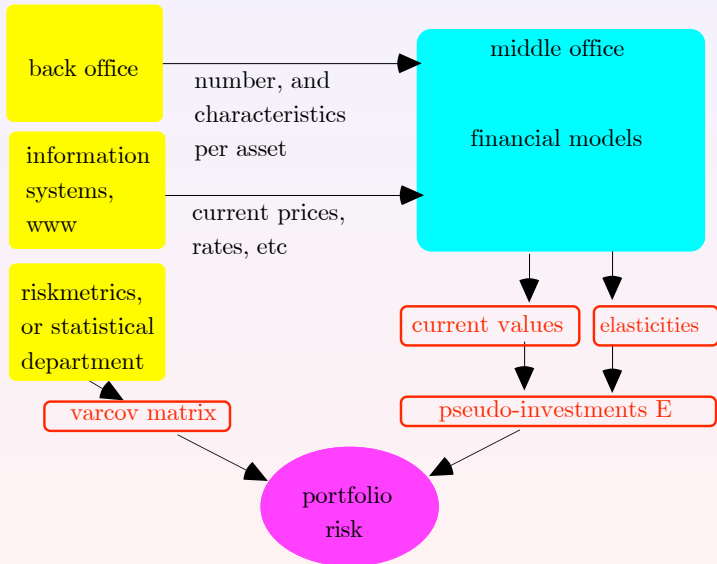 back office
number, and
characteristics
per asset
middle office
financial models
information
systems,
www
current prices,
rates, etc
riskmetrics,
or statistical
department
current values
elasticities
varcov matrix
pseudo-investments E
portfolio
risk